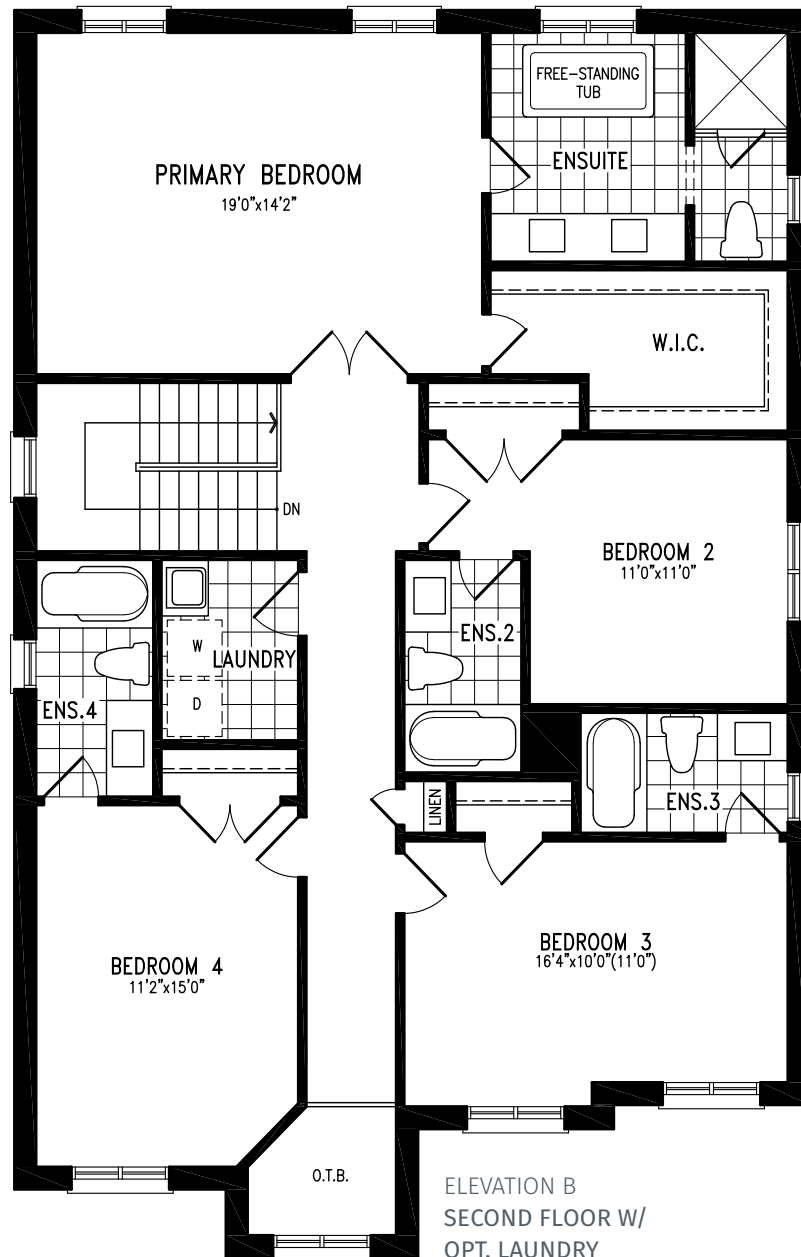 FREE-STANDING
TUB
PRIMARY BEDROOM
19'0"x14'2"
ENSUITE
W.I.C.
DN
BEDROOM 2
11'0"x11'0"
ENS.2
W
LAUNDRY
D
ENS.4
LINEN
ENS.3
BEDROOM 3
16'4"x10'0"(11'0")
BEDROOM 4
11'2"x15'0"
O.T.B.
ELEVATION B
SECOND FLOOR W/
OPT. LAUNDRY